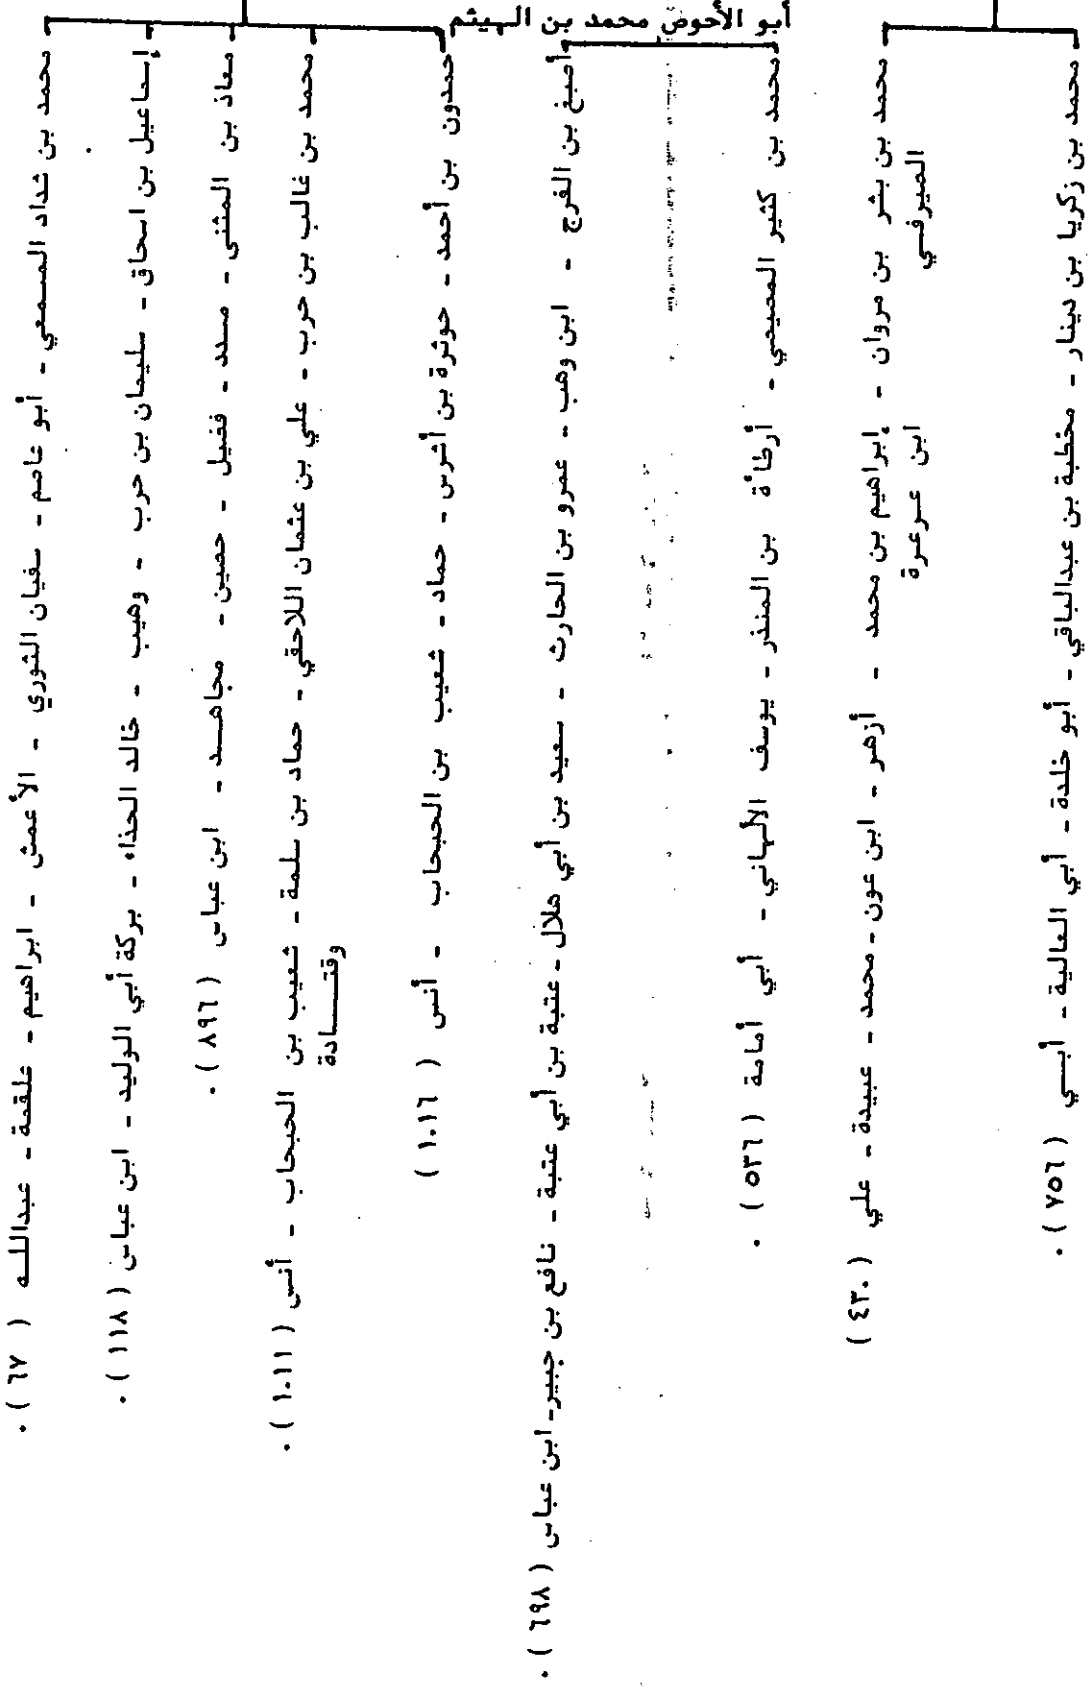 أبو الأحوص محمد بن الهيثم
محمد بن زكريا بن دينار - مخظبة بن عبدالباقي - أبو خلدة - أبي العالية - أبسي ( ٧٥٦ ) .
محمد بن بشر بن مروان - إبراهيم بن محمد - أزهر - ابن عون - محمد - عبيدة - علي ( ٤٣٠ )
الصيرفي
ابن عرعرة
محمد بن كثير المصيصي - أرطأة بن المنذر - يوسف الألهاني - أبي أمامة ( ٥٣٦ ) .
أصبغ بن الفرج - ابن وهب - عمرو بن الحارث - سعيد بن أبي هلال - عتبة بن أبي عتبة - نافع بن جبير - ابن عباس ( ٦٩٨ ) .
حمدون بن أحمد - حوثرة بن أشرس - حماد - شعيب بن الحبحاب - أنس ( ١٠١٦ )
محمد بن غالب بن حرب - علي بن عثمان اللاحقي - حماد بن سلمة - شعيب بن الحبحاب - أنس ( ١٠١١ ) .
وقتـــادة
معاذ بن المثنى - مسدد - فضيل - حصين - مجاهد - ابن عباس ( ٨٩٦ ) .
إسماعيل بن اسحاق - سليمان بن حرب - وهيب - خالد الحذاء - بركة أبي الوليد - ابن عباس ( ١١٨ ) .
محمد بن شداد المسمعي - أبو عاصم - سفيان الثوري - الأعمش - ابراهيم - علقمة - عبدالله ( ٦٧ ) .